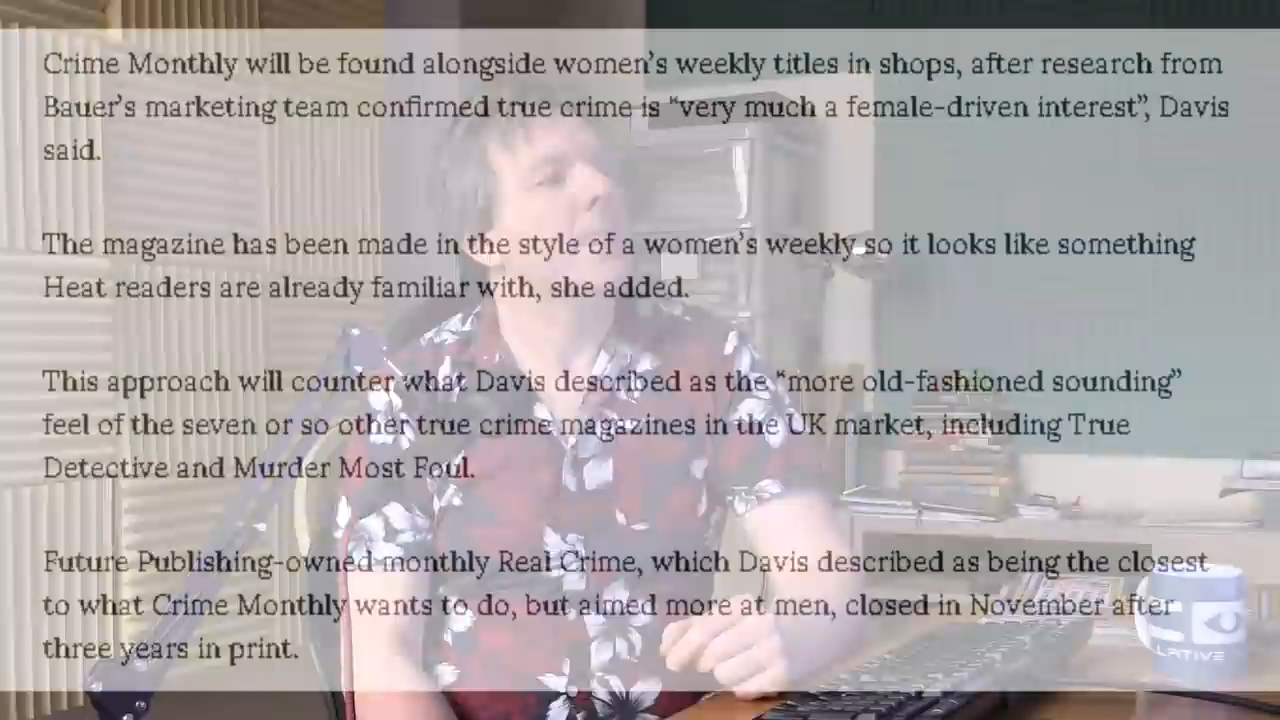 Crime Monthly will be found alongside women’s weekly titles in shops, after research from
Bauer’s marketing team confirmed true crime is “very much a female-driven interest”, Davis
said.
The magazine has been made in the style of a women’s weekly so it looks like something
Heat readers are already familiar with, she added.
This approach will counter what Davis described as the “more old-fashioned sounding”
feel of the seven or so other true crime magazines in the UK market, including True
Detective and Murder Most Foul.
Future Publishing-owned monthly Real Crime, which Davis described as being the closest
to what Crime Monthly wants to do, but aimed more at men, closed in November after
three years in print.